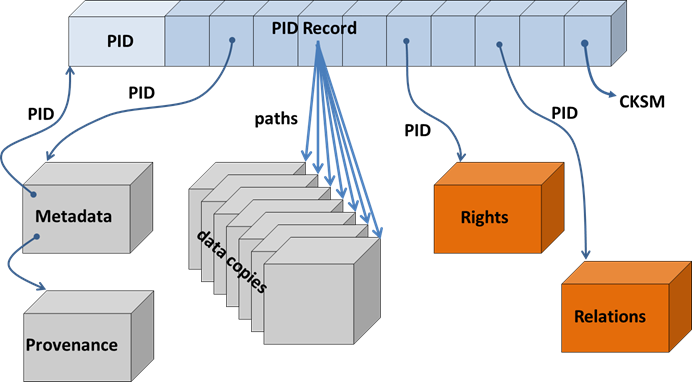 PID Record
PID
PID
PID
paths
PID
PID
CKSM
Metadata
data copies
Rights
Provenance
Relations